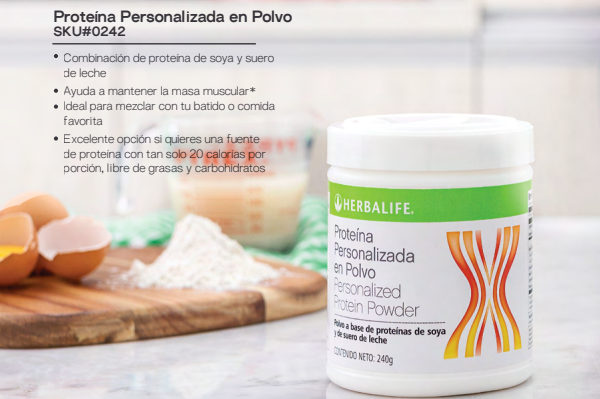 Proteína Personalizada en Polvo
SKU#0242
• Combinación de proteína de soya y suero
de leche
• Ayuda a mantener la masa muscular*
• Ideal para mezclar con tu batido o comida
favorita
• Excelente opción si quieres una fuente
de proteína con tan solo 20 calorías por
porción, libre de grasas y carbohidratos
HERBALIFE.
Proteína
Personalizada
en Polvo
Personalized
Protein Powder
Polvo a base de proteínas de soya
y de suero de leche
CONTENIDO NETO: 240g